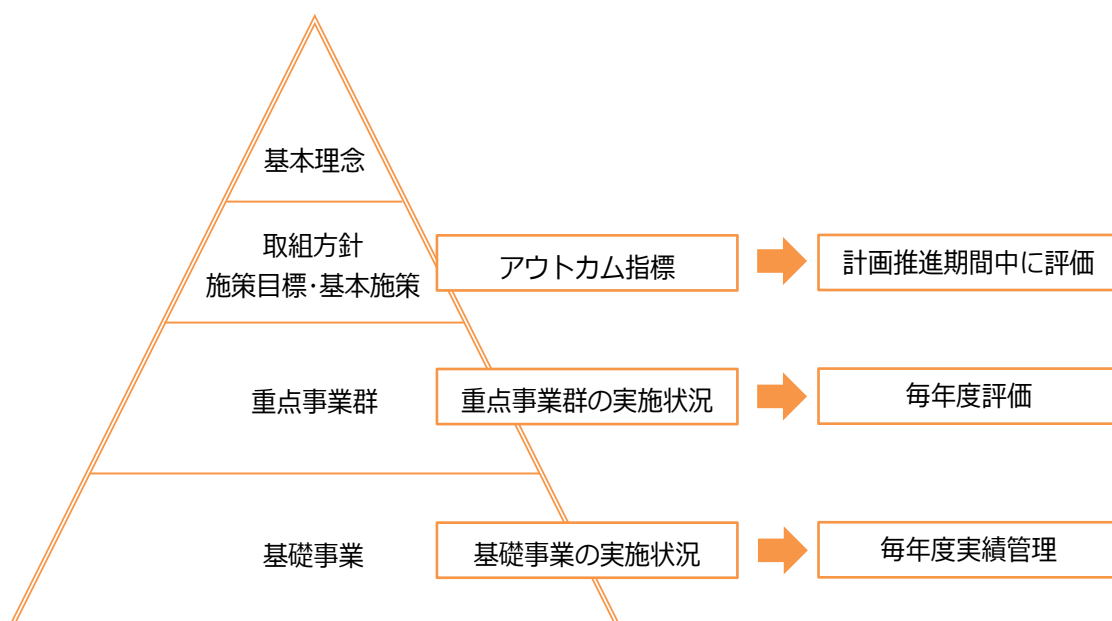 基本理念
取組方針
施策目標・基本施策
アウトカム指標
計画推進期間中に評価
重点事業群
重点事業群の実施状況
毎年度評価
基礎事業
基礎事業の実施状況
毎年度実績管理